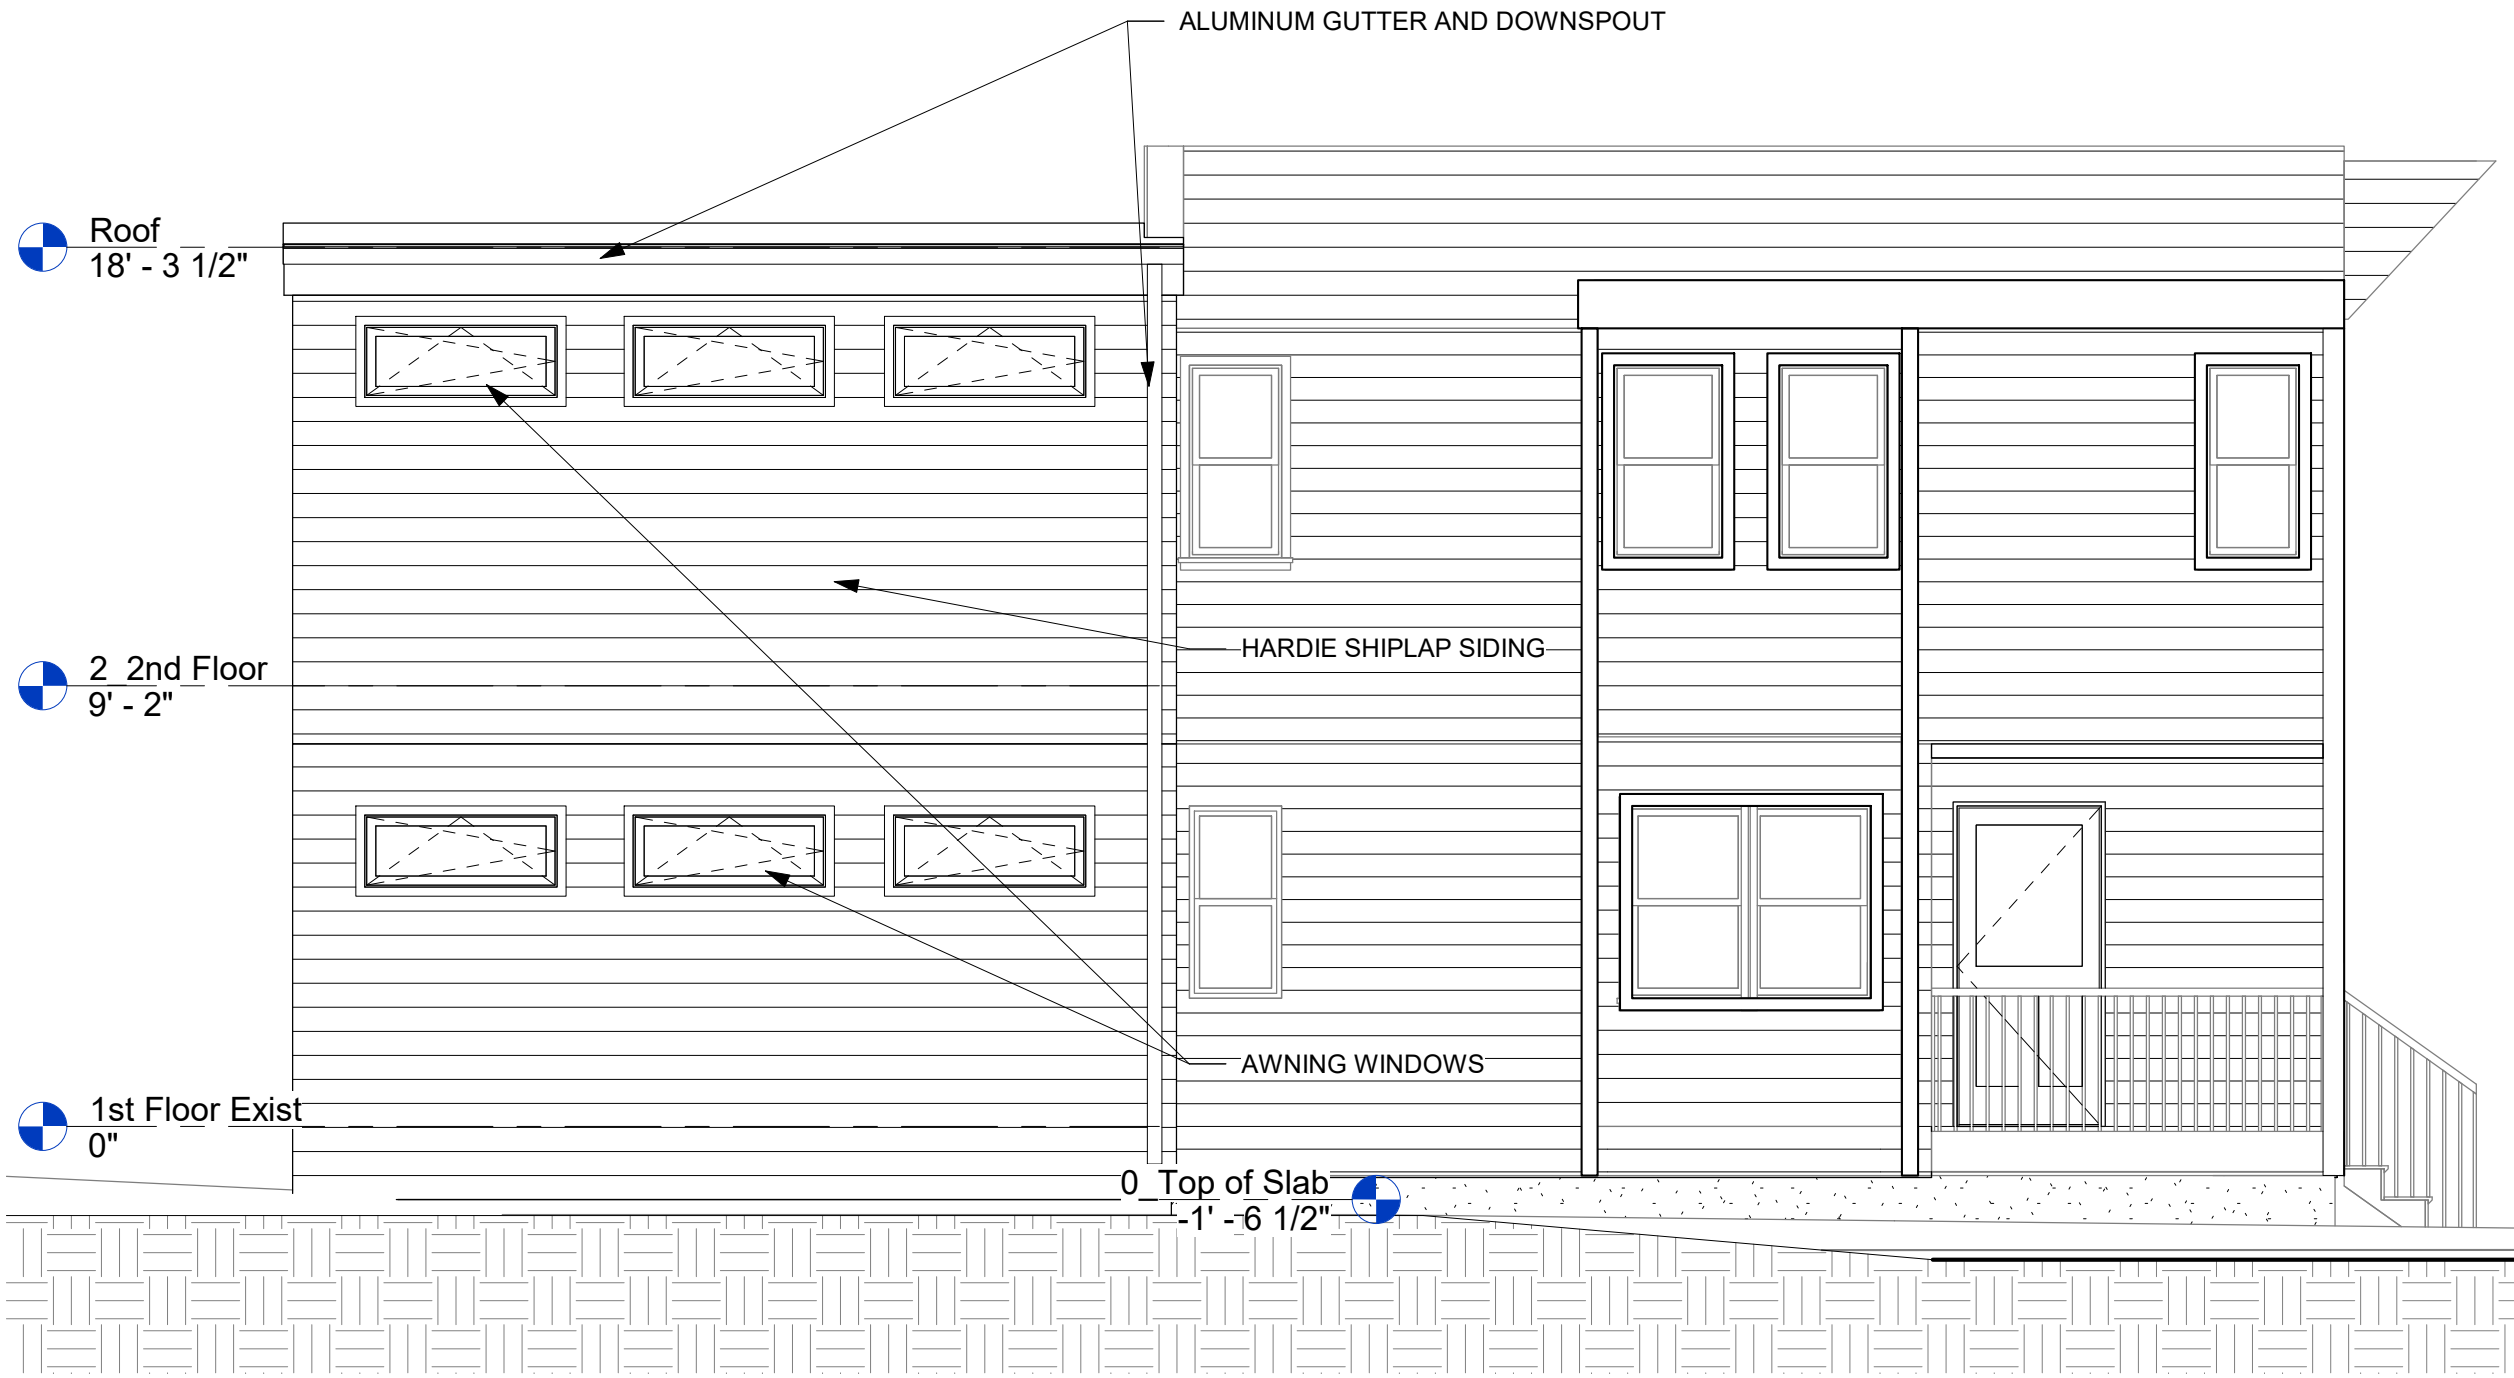 ALUMINUM GUTTER AND DOWNSPOUT
Roof
18' - 3 1/2"
HARDIE SHIPLAP SIDING
2_2nd Floor
9' - 2"
AWNING WINDOWS
1st Floor Exist
0"
0_Top of Slab
-1' - 6 1/2"